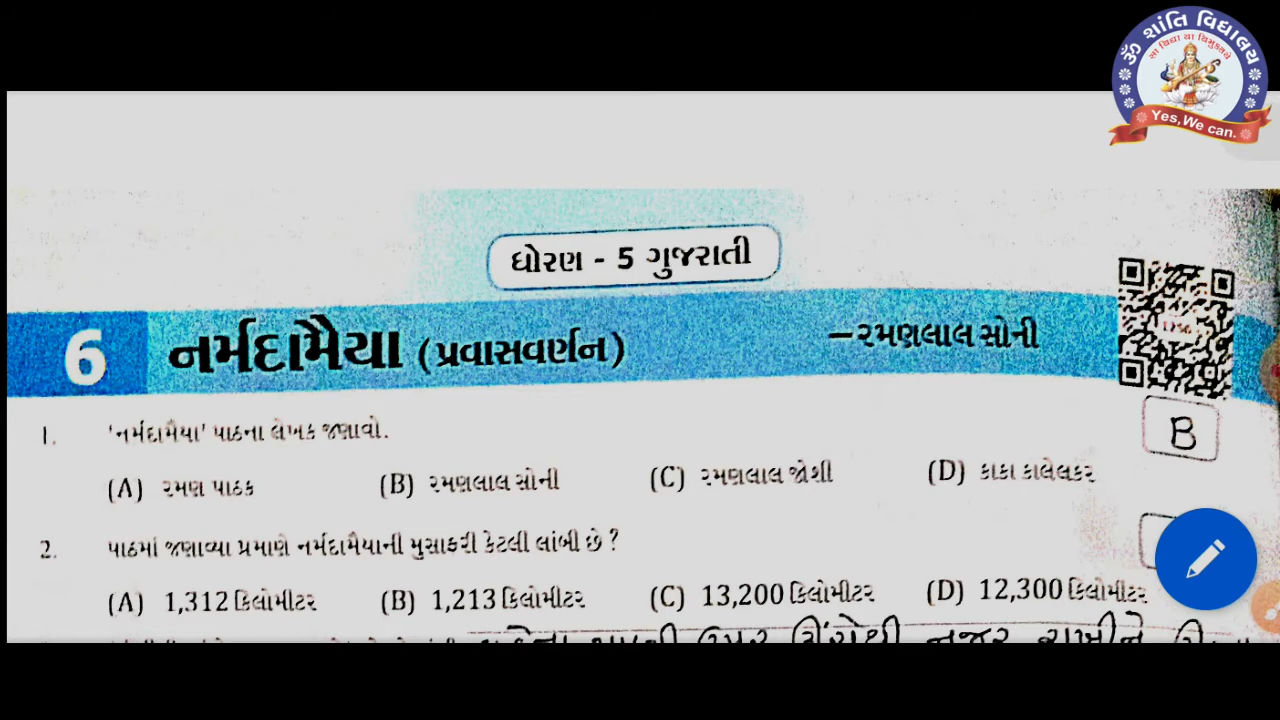 ૐ શાંતિ વિદ્યાલય
સા વિદ્યા યા વિમુક્તયે
Yes, We can.
ધોરણ - 5 ગુજરાતી
6 નર્મદામૈયા (પ્રવાસવર્ણન) –રમણલાલ સોની
1. 'નર્મદામૈયા' પાઠના લેખક જણાવો. B
(A) રમણ પાઠક (B) રમણલાલ સોની (C) રમણલાલ જોશી (D) કાકા કાલેલકર
2. પાઠમાં જણાવ્યા પ્રમાણે નર્મદામૈયાની મુસાફરી કેટલી લાંબી છે ?
(A) 1,312 કિલોમીટર (B) 1,213 કિલોમીટર (C) 13,200 કિલોમીટર (D) 12,300 કિલોમીટર